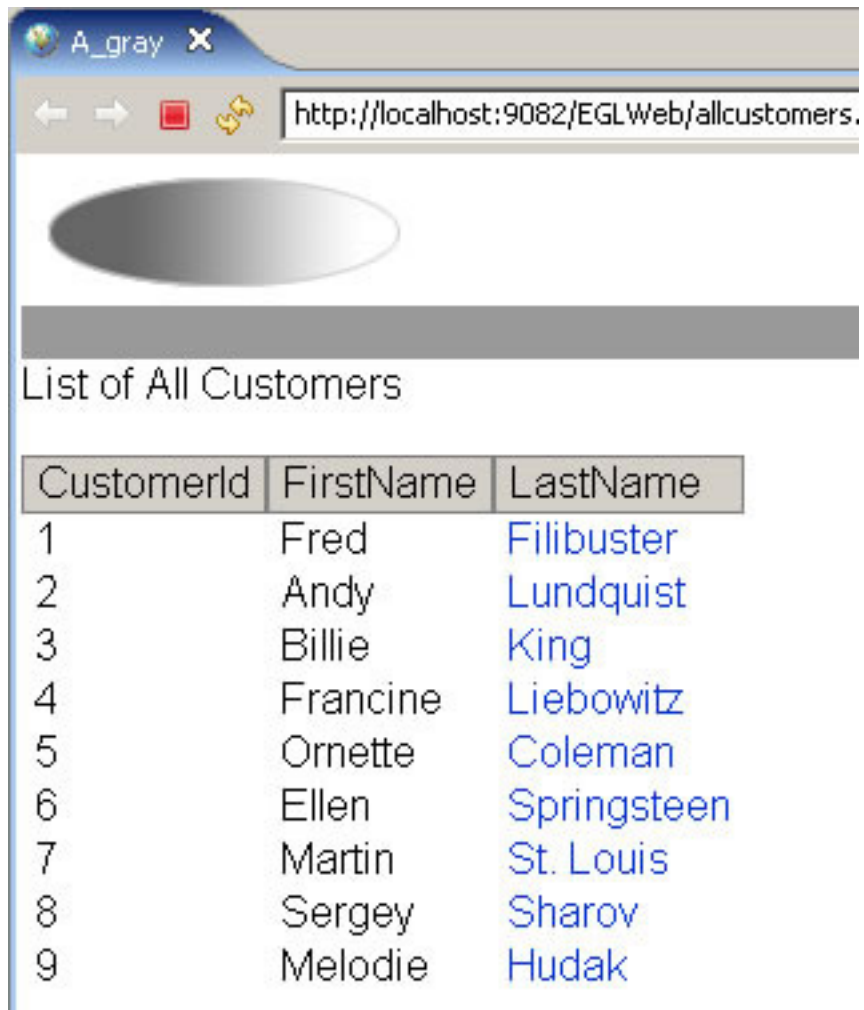 A_gray
http://localhost:9082/EGLWeb/allcustomers.
List of All Customers
CustomerId FirstName LastName
1 Fred Filibuster
2 Andy Lundquist
3 Billie King
4 Francine Liebowitz
5 Ornette Coleman
6 Ellen Springsteen
7 Martin St. Louis
8 Sergey Sharov
9 Melodie Hudak